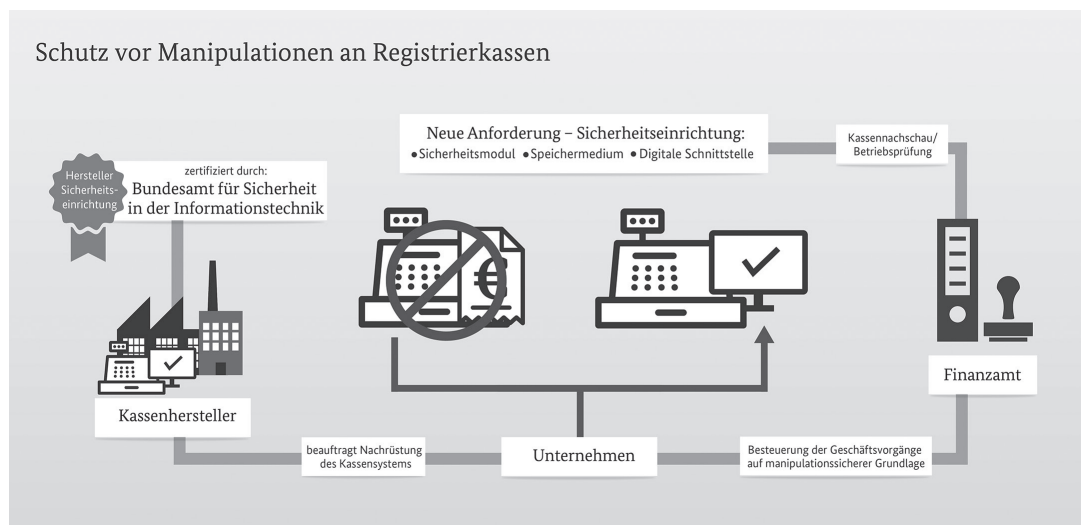 Schutz vor Manipulationen an Registrierkassen
Neue Anforderung – Sicherheitseinrichtung:
• Sicherheitsmodul • Speichermedium • Digitale Schnittstelle
Kassennachschau/
Betriebsprüfung
Hersteller
Sicherheits-
einrichtung
zertifiziert durch:
Bundesamt für Sicherheit
in der Informationstechnik
€
Kassenhersteller
Finanzamt
beauftragt Nachrüstung
des Kassensystems
Unternehmen
Besteuerung der Geschäftsvorgänge
auf manipulationssicherer Grundlage